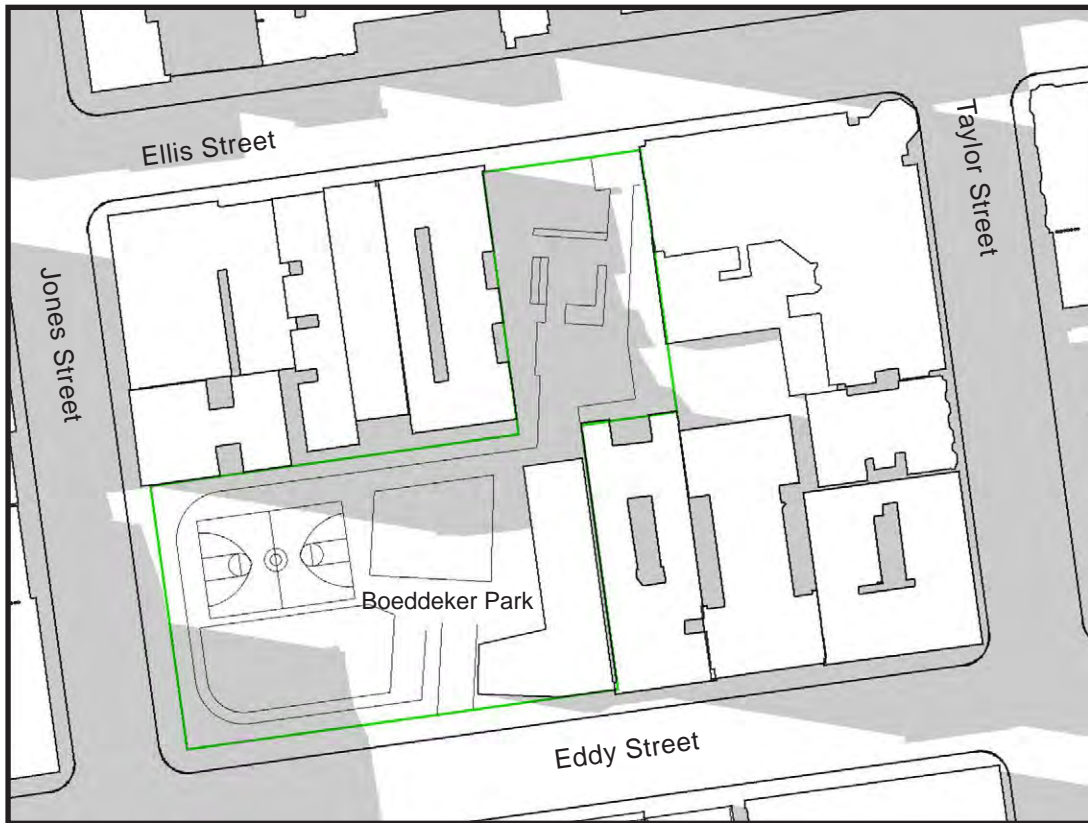 Ellis Street
Taylor Street
Jones Street
Boeddeker Park
Eddy Street